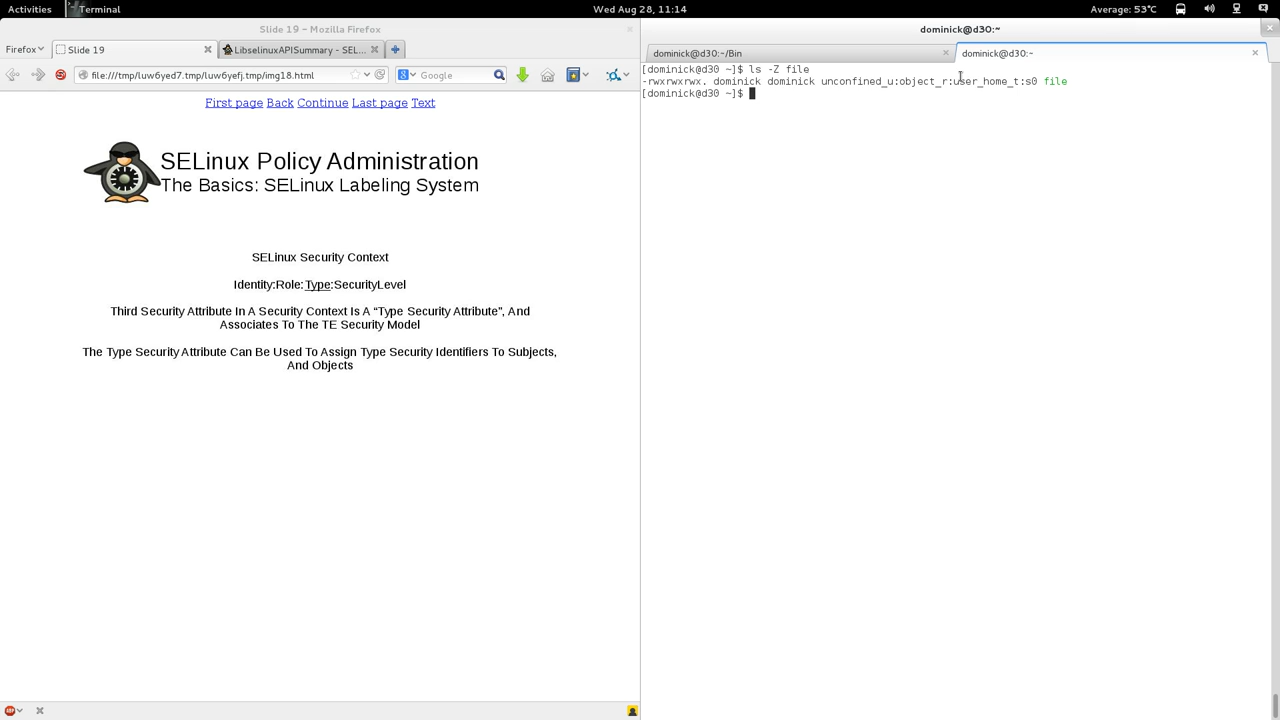 Activities
Terminal
Wed Aug 28, 11:14
Average: 53°C
Slide 19 - Mozilla Firefox
Firefox
Slide 19
LibselinuxAPISummary - SEL...
file:///tmp/luw6yed7.tmp/luw6yefj.tmp/img18.html
Google
First page Back Continue Last page Text
SELinux Policy Administration
The Basics: SELinux Labeling System
SELinux Security Context
Identity:Role:Type:SecurityLevel
Third Security Attribute In A Security Context Is A “Type Security Attribute”, And
Associates To The TE Security Model
The Type Security Attribute Can Be Used To Assign Type Security Identifiers To Subjects,
And Objects
ABP
dominick@d30:~
dominick@d30:~/Bin
dominick@d30:~
[dominick@d30 ~]$ ls -Z file
-rwxrwxrwx. dominick dominick unconfined_u:object_r:user_home_t:s0 file
[dominick@d30 ~]$